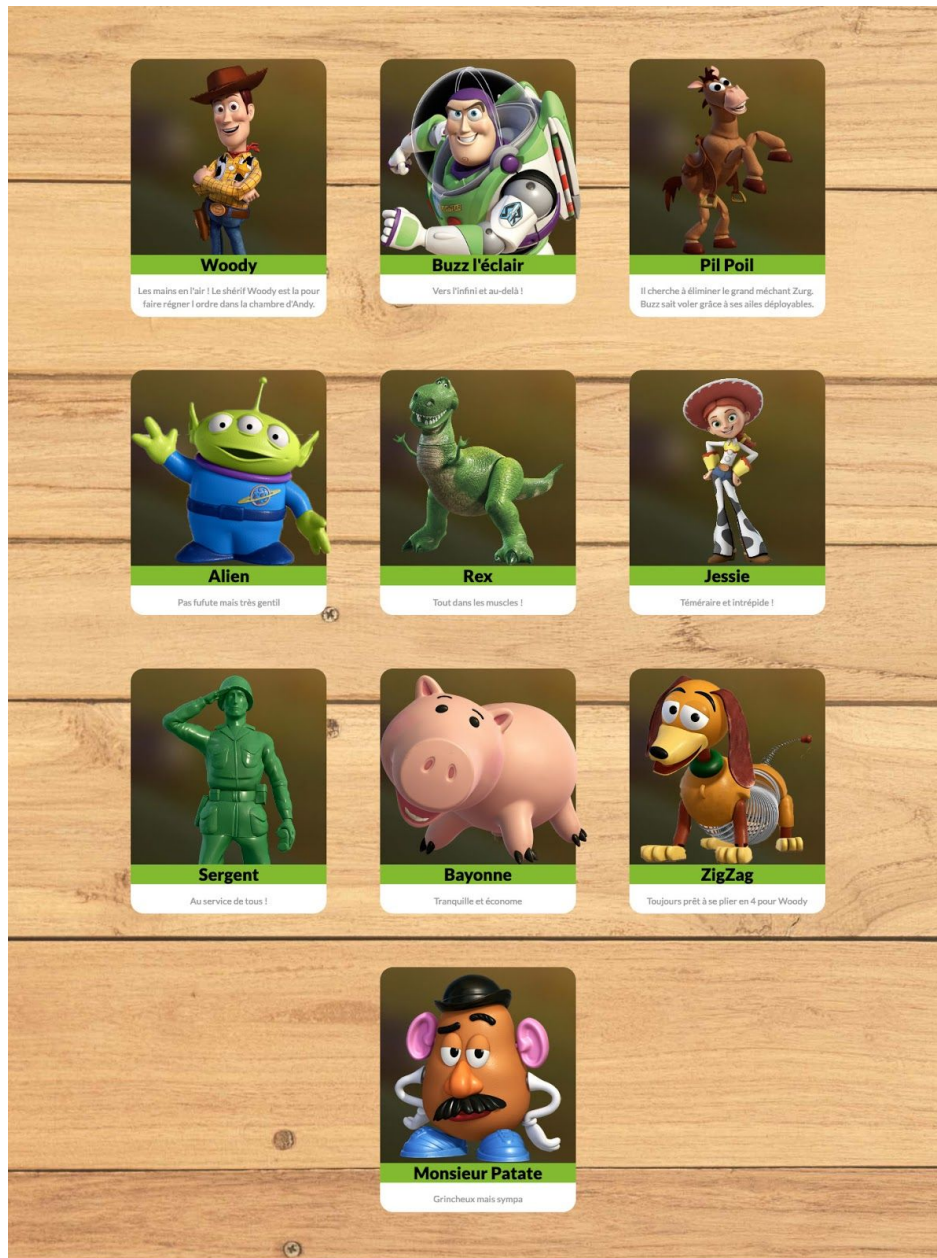 Woody
Les mains en l'air ! Le shérif Woody est la pour
faire régner l ordre dans la chambre d'Andy.
Buzz l'éclair
Vers l'infini et au-delà !
Pil Poil
Il cherche à éliminer le grand méchant Zurg.
Buzz sait voler grâce à ses ailes déployables.
Alien
Pas fufute mais très gentil
Rex
Tout dans les muscles !
Jessie
Téméraire et intrépide !
Sergent
Au service de tous !
Bayonne
Tranquille et économe
ZigZag
Toujours prêt à se plier en 4 pour Woody
Monsieur Patate
Grincheux mais sympa